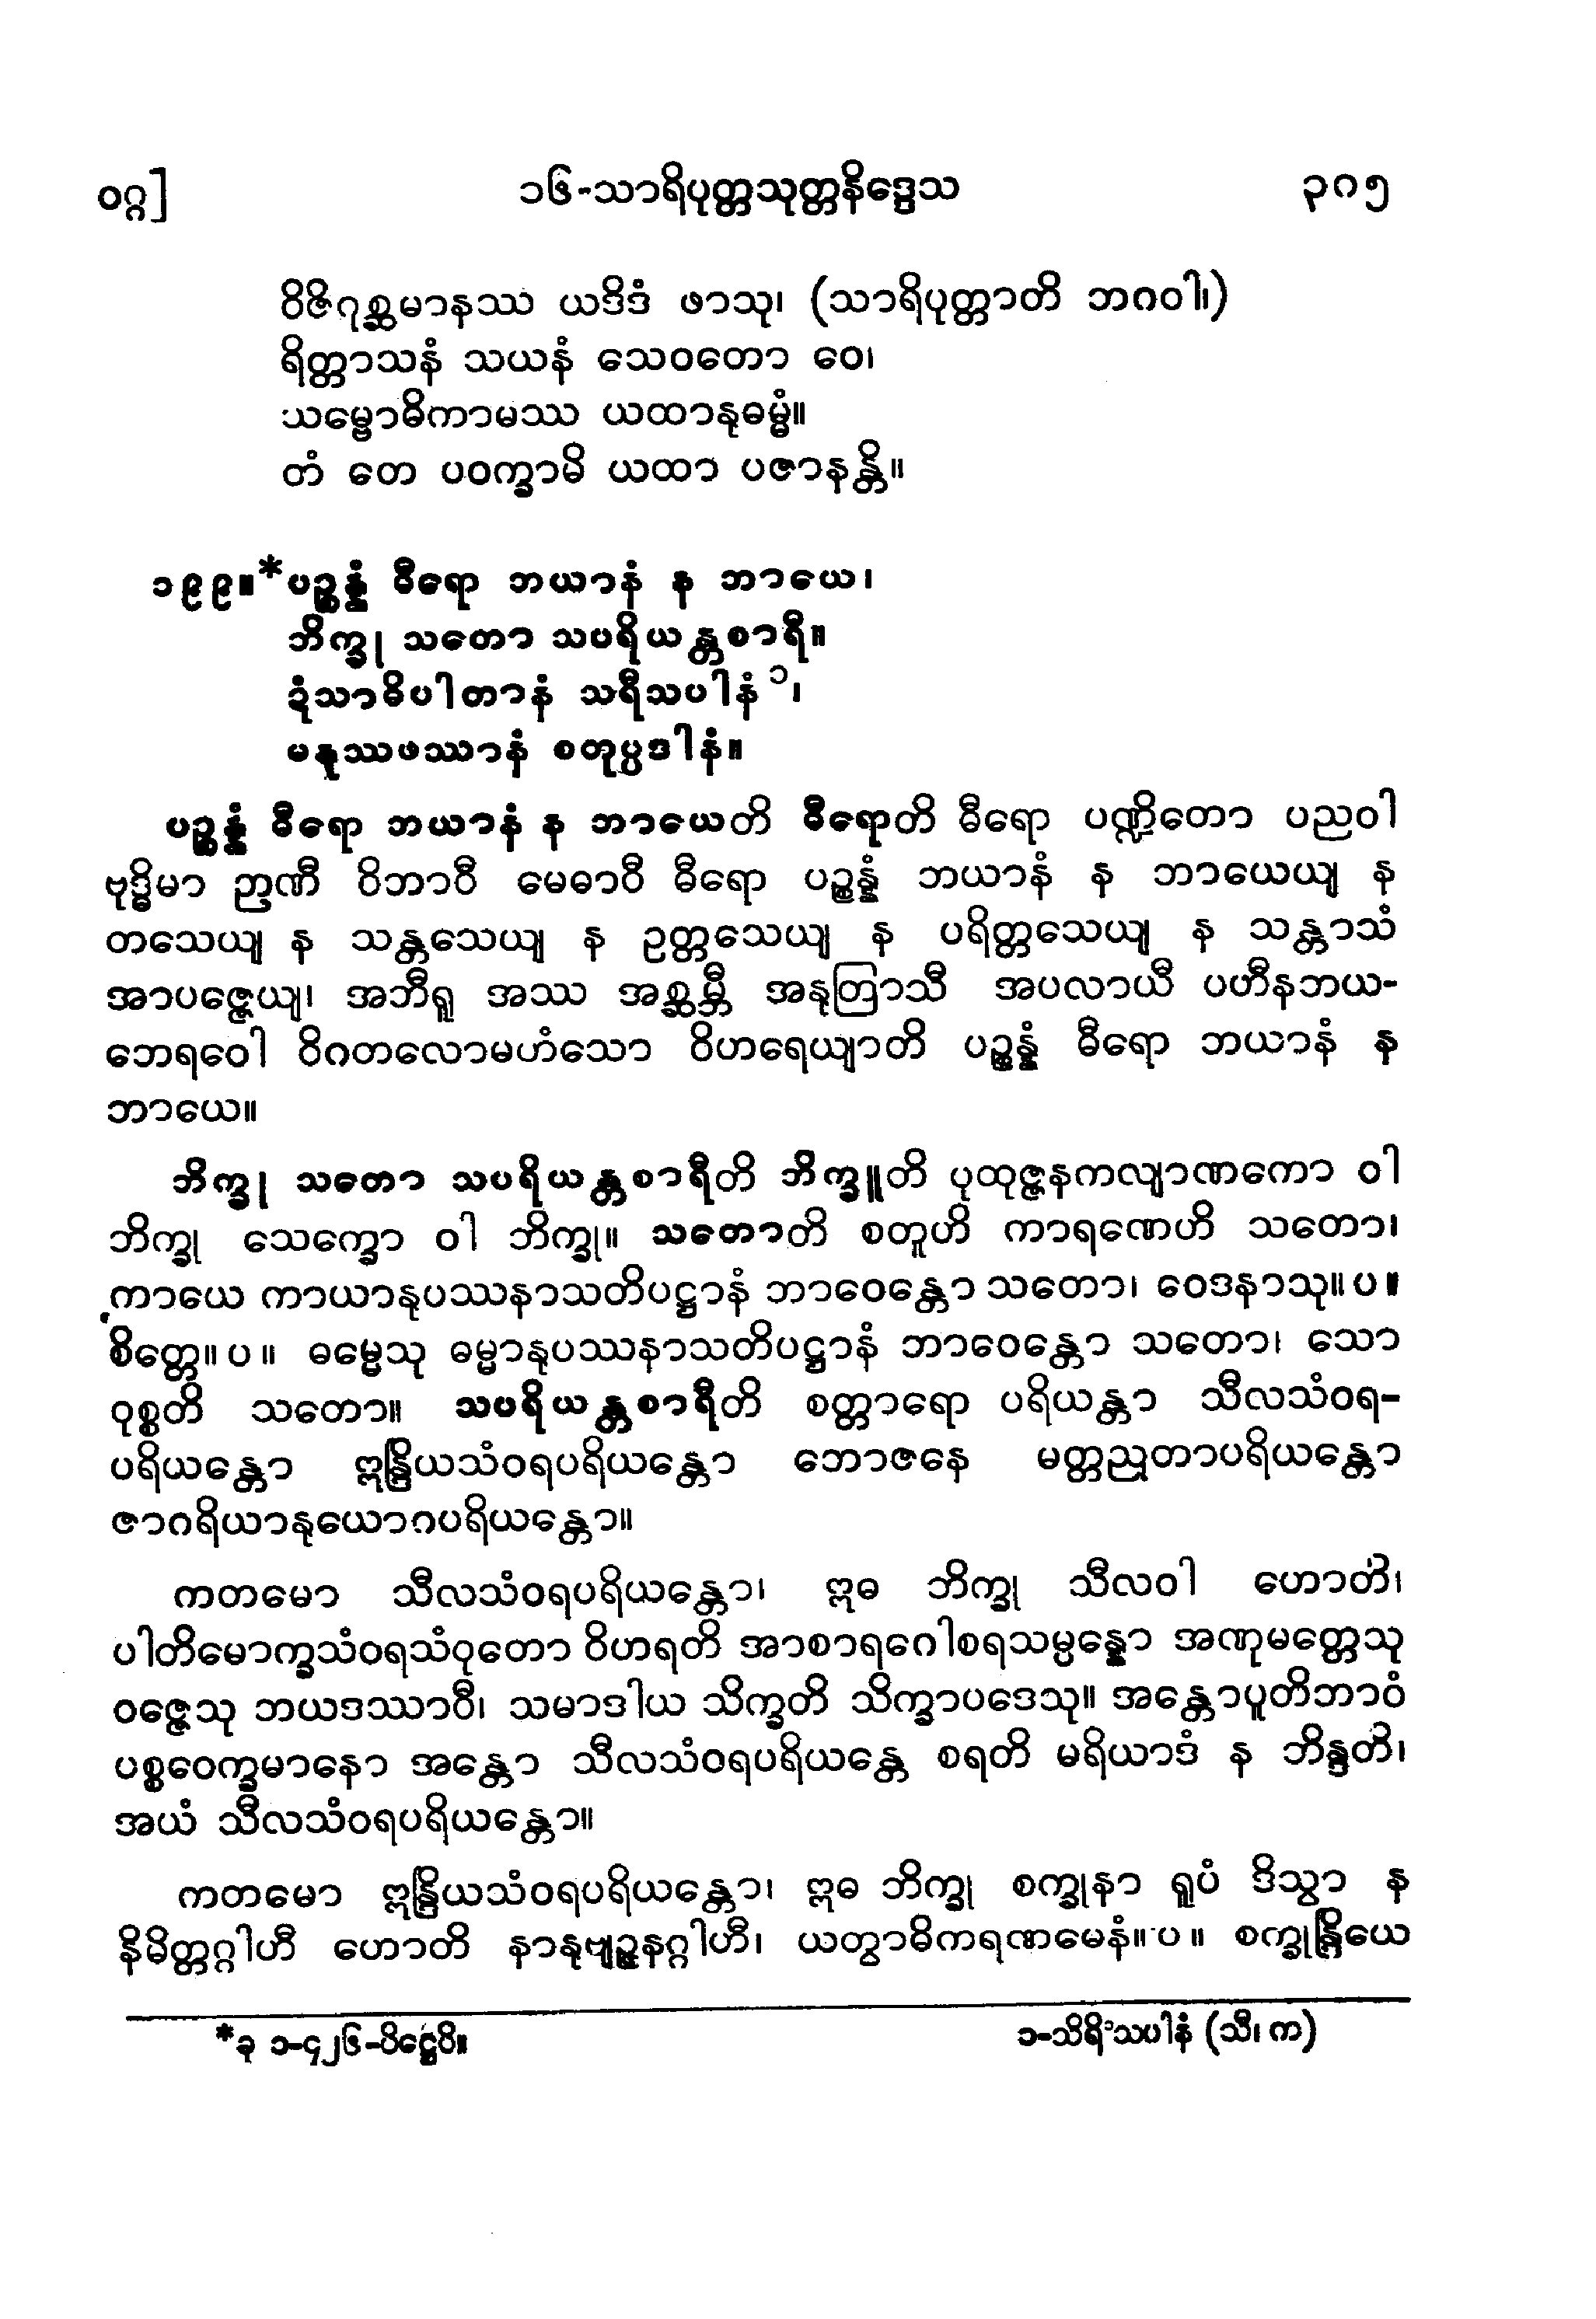 ဝဂ္ဂ]
၁၆-သာရိပုတ္တသုတ္တနိဒ္ဒေသ
၃၈၅
ဝိဇိဂုစ္ဆမာနဿ ယဒိဒံ ဖာသု၊ (သာရိပုတ္တာတိ ဘဂဝါ၊)
ရိတ္တာသနံ သယနံ သေဝတော ဝေ၊
သမ္ဗောဓိကာမဿ ယထာနုဓမ္မံ။
တံ တေ ပဝက္ခာမိ ယထာ ပဇာနန္တိ။
၁၉၉။*ပဉ္စန္နံ ဓီရော ဘယာနံ န ဘာယေ၊
ဘိက္ခု သတော သပရိယန္တစာရီ။
ဍံသာဓိပါတာနံ သရီသပါနံ ၁၊
မနုဿဖဿာနံ စတုပ္ပဒါနံ။
ပဉ္စန္နံ ဓီရော ဘယာနံ န ဘာယေတိ ဓီရောတိ ဓီရော ပဏ္ဍိတော ပညဝါ
ဗုဒ္ဓိမာ ဉာဏီ ဝိဘာဝီ မေဓာဝီ ဓီရော ပဉ္စန္နံ ဘယာနံ န ဘာယေယျ န
တသေယျ န သန္တသေယျ န ဥတ္တသေယျ န ပရိတ္တသေယျ န သန္တာသံ
အာပဇ္ဇေယျ၊ အဘီရူ အဿ အစ္ဆမ္ဘီ အနုတြာသီ အပလာယီ ပဟီနဘယ-
ဘေရဝေါ ဝိဂတလောမဟံသော ဝိဟရေယျာတိ ပဉ္စန္နံ ဓီရော ဘယာနံ န
ဘာယေ။
ဘိက္ခု သတော သပရိယန္တစာရီတိ ဘိက္ခူတိ ပုထုဇ္ဇနကလျာဏကော ဝါ
ဘိက္ခု သေက္ခော ဝါ ဘိက္ခု။ သတောတိ စတူဟိ ကာရဏေဟိ သတော၊
ကာယေ ကာယာနုပဿနာသတိပဋ္ဌာနံ ဘာဝေန္တော သတော၊ ဝေဒနာသု။ ပ ။
စိတ္တေ။ ပ ။ ဓမ္မေသု ဓမ္မာနုပဿနာသတိပဋ္ဌာနံ ဘာဝေန္တော သတော၊ သော
ဝုစ္စတိ သတော။ သပရိယန္တစာရီတိ စတ္တာရော ပရိယန္တာ သီလသံဝရ-
ပရိယန္တော ဣန္ဒြိယသံဝရပရိယန္တော ဘောဇနေ မတ္တညုတာပရိယန္တော
ဇာဂရိယာနုယောဂပရိယန္တော။
ကတမော သီလသံဝရပရိယန္တော၊ ဣဓ ဘိက္ခု သီလဝါ ဟောတိ၊
ပါတိမောက္ခသံဝရသံဝုတော ဝိဟရတိ အာစာရဂေါစရသမ္ပန္နော အဏုမတ္တေသု
ဝဇ္ဇေသု ဘယဒဿာဝီ၊ သမာဒါယ သိက္ခတိ သိက္ခာပဒေသု။ အန္တောပူတိဘာဝံ
ပစ္စဝေက္ခမာနော အန္တော သီလသံဝရပရိယန္တေ စရတိ မရိယာဒံ န ဘိန္ဒတိ၊
အယံ သီလသံဝရပရိယန္တော။
ကတမော ဣန္ဒြိယသံဝရပရိယန္တော၊ ဣဓ ဘိက္ခု စက္ခုနာ ရူပံ ဒိသွာ န
နိမိတ္တဂ္ဂါဟီ ဟောတိ နာနုဗျဉ္ဇနဂ္ဂါဟီ၊ ယတွာဓိကရဏမေနံ။ ပ ။ စက္ခုန္ဒြိယေ
*ခု ၁-၄၂၆-ပိဋ္ဌေပိ။
၁-သိရိံသပါနံ (သီ၊ က)